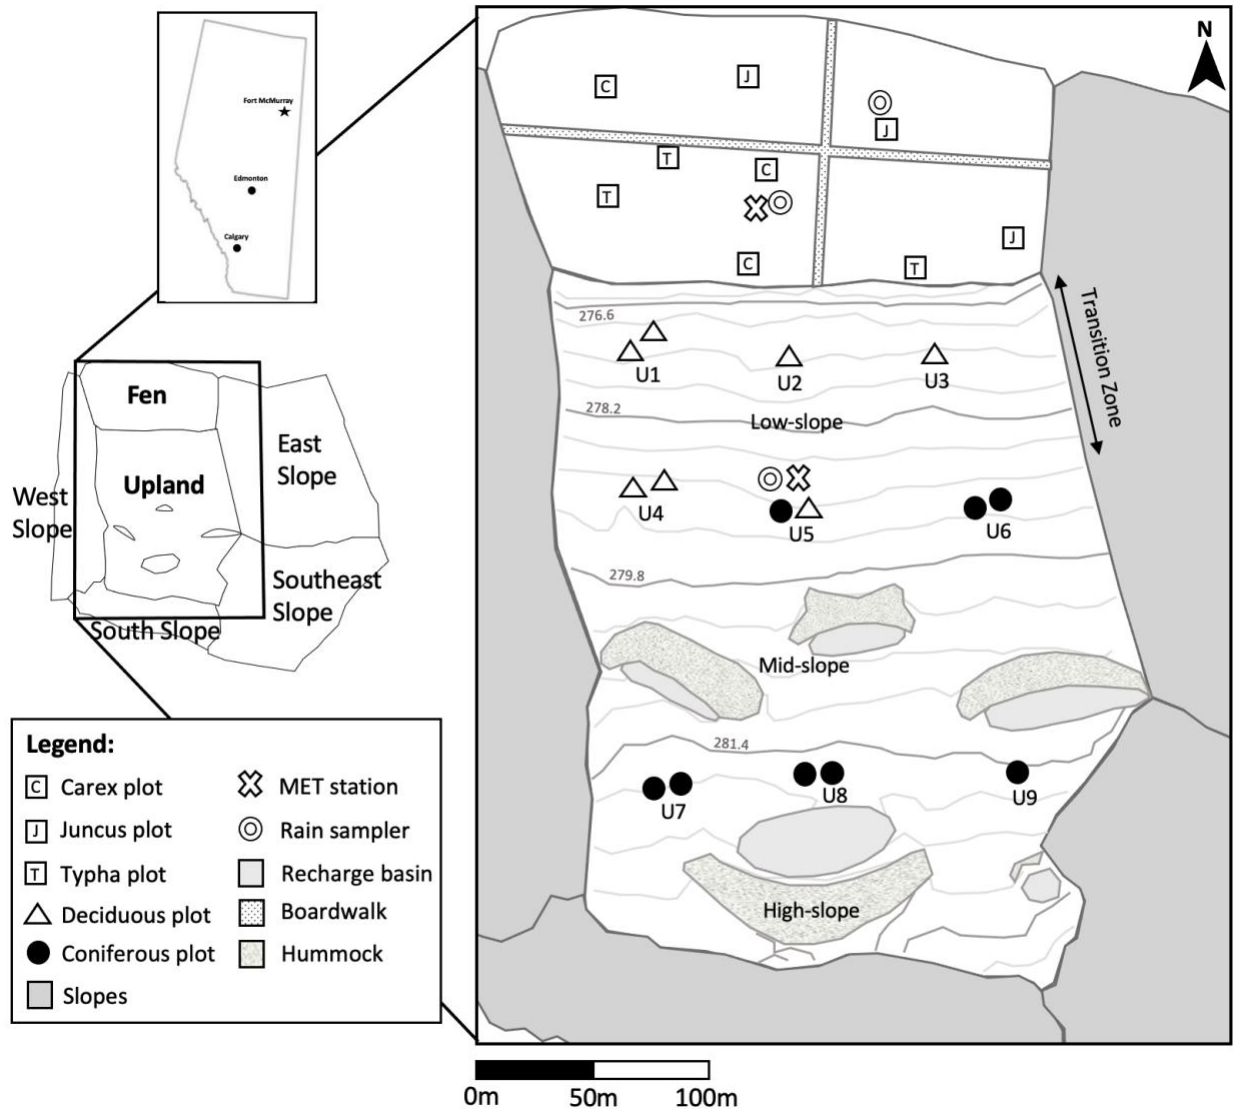 Fort McMurray
Edmonton
Calgary
Fen
Upland
West
Slope
East
Slope
Southeast
Slope
South Slope
Legend:
C Carex plot
J Juncus plot
T Typha plot
Deciduous plot
Coniferous plot
Slopes
MET station
Rain sampler
Recharge basin
Boardwalk
Hummock
N
C
J
J
T
C
T
J
C
T
Transition Zone
276.6
U1
U2
U3
278.2
Low-slope
U4
U5
U6
279.8
Mid-slope
281.4
U7
U8
U9
High-slope
0m
50m
100m